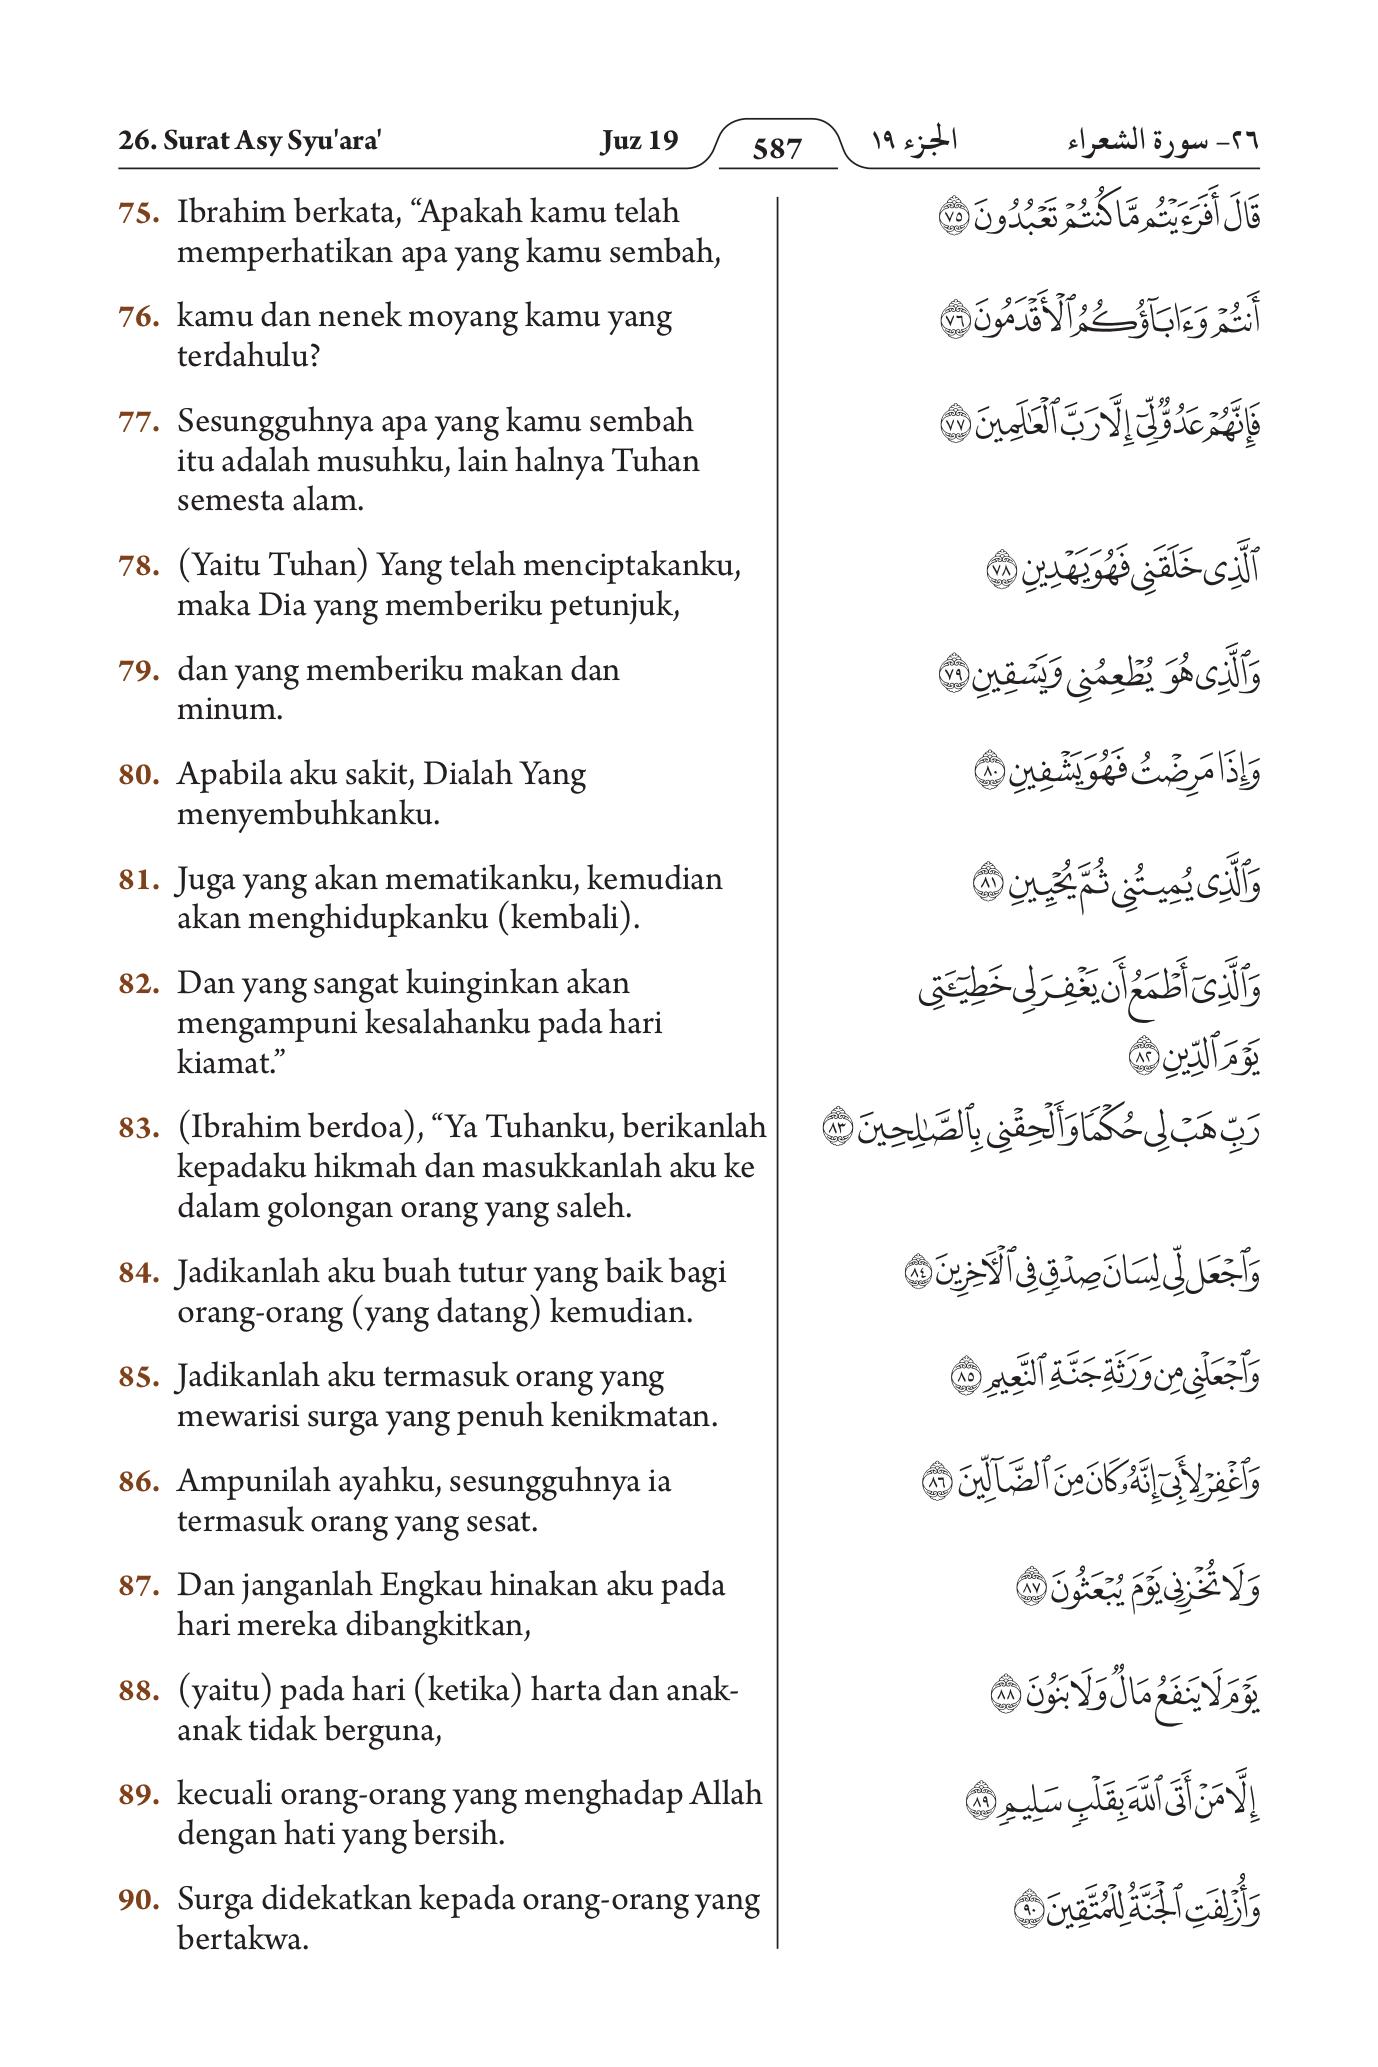 26. Surat Asy Syu'ara'
Juz 19
587
الجزء ١٩
٢٦- سورة الشعراء
75. Ibrahim berkata, “Apakah kamu telah
memperhatikan apa yang kamu sembah,
قَالَ أَفَرَءَيْتُم مَّا كُنتُمْ تَعْبُدُونَ ٧٥
76. kamu dan nenek moyang kamu yang
terdahulu?
أَنتُمْ وَءَابَآؤُكُمُ ٱلْأَقْدَمُونَ ٧٦
77. Sesungguhnya apa yang kamu sembah
itu adalah musuhku, lain halnya Tuhan
semesta alam.
فَإِنَّهُمْ عَدُوٌّ لِّىٓ إِلَّا رَبَّ ٱلْعَٰلَمِينَ ٧٧
78. (Yaitu Tuhan) Yang telah menciptakanku,
maka Dia yang memberiku petunjuk,
ٱلَّذِى خَلَقَنِى فَهُوَ يَهْدِينِ ٧٨
79. dan yang memberiku makan dan
minum.
وَٱلَّذِى هُوَ يُطْعِمُنِى وَيَسْقِينِ ٧٩
80. Apabila aku sakit, Dialah Yang
menyembuhkanku.
وَإِذَا مَرِضْتُ فَهُوَ يَشْفِينِ ٨٠
81. Juga yang akan mematikanku, kemudian
akan menghidupkanku (kembali).
وَٱلَّذِى يُمِيتُنِى ثُمَّ يُحْيِينِ ٨١
82. Dan yang sangat kuinginkan akan
mengampuni kesalahanku pada hari
kiamat.”
وَٱلَّذِىٓ أَطْمَعُ أَن يَغْفِرَ لِى خَطِيٓـَٔتِى
يَوْمَ ٱلدِّينِ ٨٢
83. (Ibrahim berdoa), “Ya Tuhanku, berikanlah
kepadaku hikmah dan masukkanlah aku ke
dalam golongan orang yang saleh.
رَبِّ هَبْ لِى حُكْمًا وَأَلْحِقْنِى بِٱلصَّٰلِحِينَ ٨٣
84. Jadikanlah aku buah tutur yang baik bagi
orang-orang (yang datang) kemudian.
وَٱجْعَل لِّى لِسَانَ صِدْقٍ فِى ٱلْءَاخِرِينَ ٨٤
85. Jadikanlah aku termasuk orang yang
mewarisi surga yang penuh kenikmatan.
وَٱجْعَلْنِى مِن وَرَثَةِ جَنَّةِ ٱلنَّعِيمِ ٨٥
86. Ampunilah ayahku, sesungguhnya ia
termasuk orang yang sesat.
وَٱغْفِرْ لِأَبِىٓ إِنَّهُۥ كَانَ مِنَ ٱلضَّآلِّينَ ٨٦
87. Dan janganlah Engkau hinakan aku pada
hari mereka dibangkitkan,
وَلَا تُخْزِنِى يَوْمَ يُبْعَثُونَ ٨٧
88. (yaitu) pada hari (ketika) harta dan anak-
anak tidak berguna,
يَوْمَ لَا يَنفَعُ مَالٌ وَلَا بَنُونَ ٨٨
89. kecuali orang-orang yang menghadap Allah
dengan hati yang bersih.
إِلَّا مَنْ أَتَى ٱللَّهَ بِقَلْبٍ سَلِيمٍ ٨٩
90. Surga didekatkan kepada orang-orang yang
bertakwa.
وَأُزْلِفَتِ ٱلْجَنَّةُ لِلْمُتَّقِينَ ٩٠